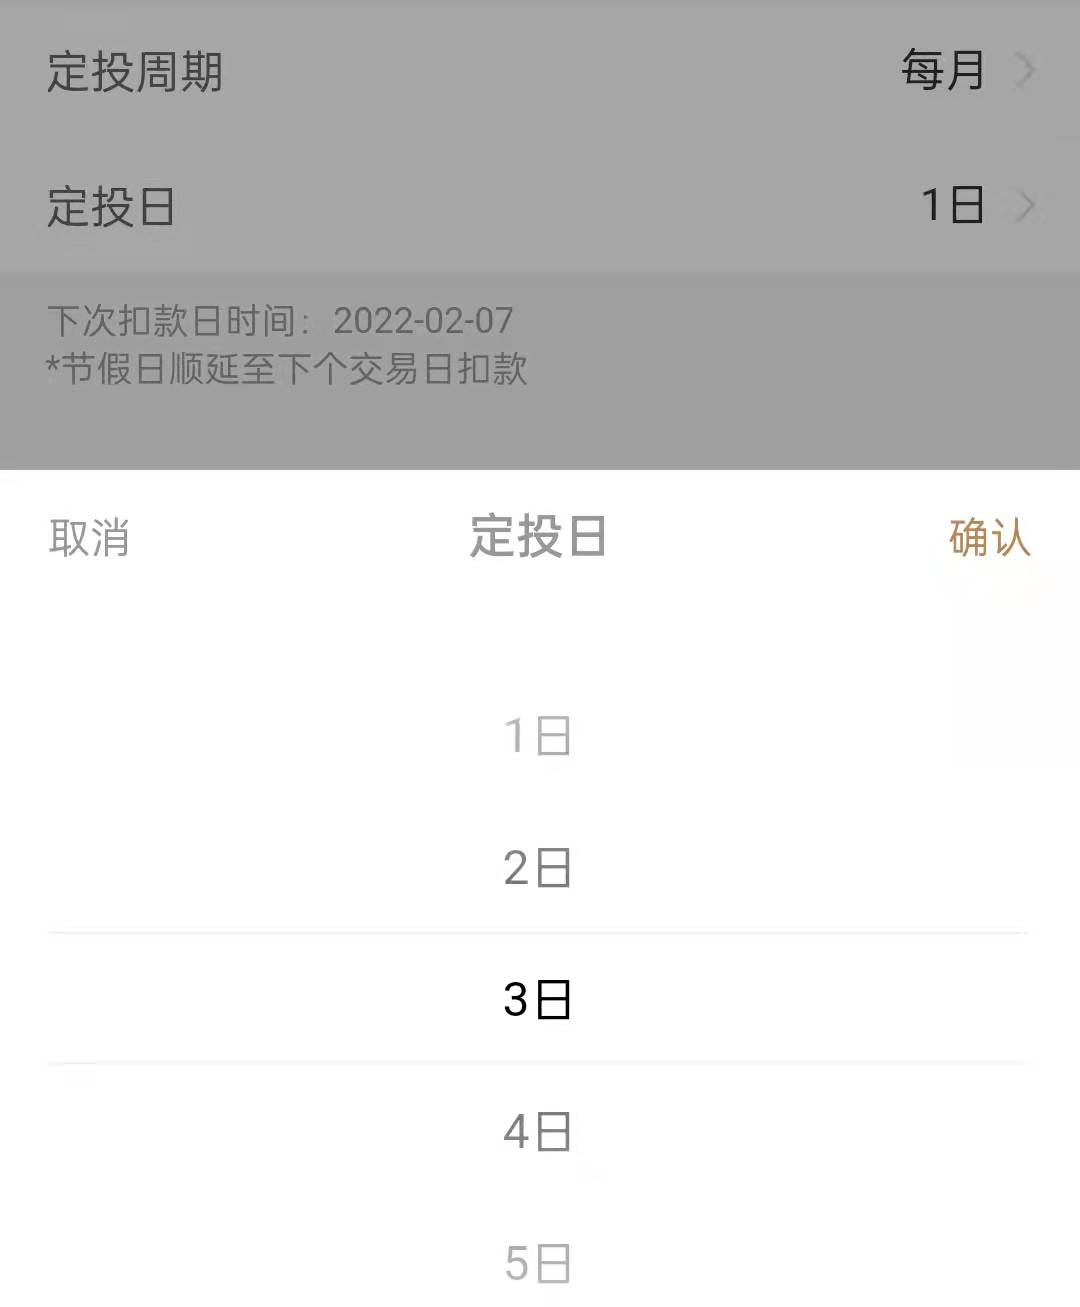 定投周期 每月
定投日 1日
下次扣款日时间：2022-02-07
*节假日顺延至下个交易日扣款
取消 定投日 确认
1日
2日
3日
4日
5日